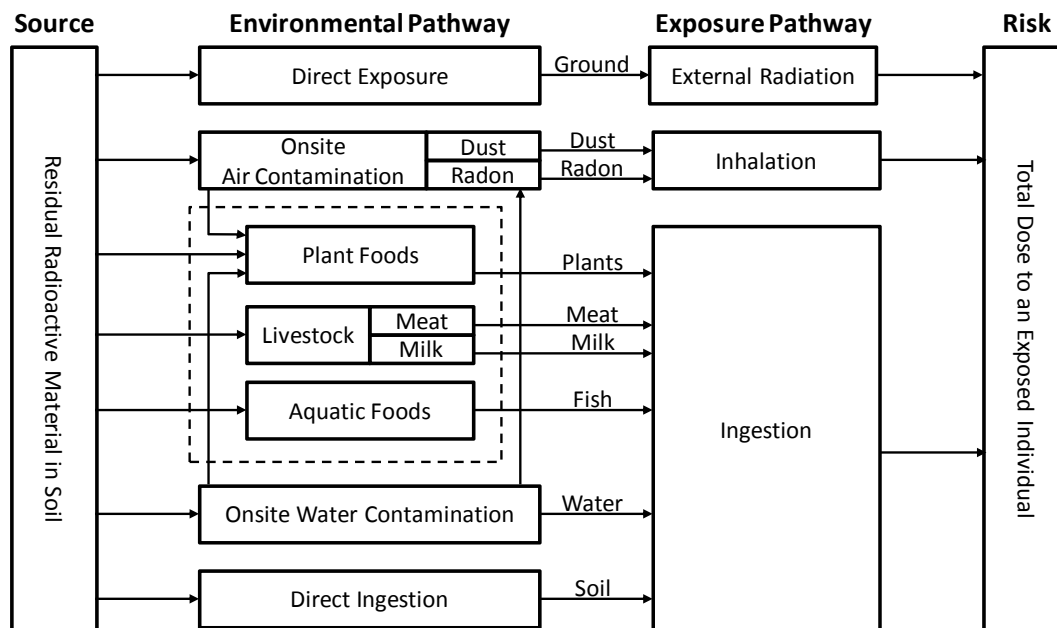 Source
Environmental Pathway
Exposure Pathway
Risk
Residual Radioactive Material in Soil
Direct Exposure
Ground
External Radiation
Total Dose to an Exposed Individual
Onsite
Air Contamination
Dust
Radon
Dust
Radon
Inhalation
Plant Foods
Plants
Livestock
Meat
Milk
Meat
Milk
Aquatic Foods
Fish
Ingestion
Onsite Water Contamination
Water
Direct Ingestion
Soil